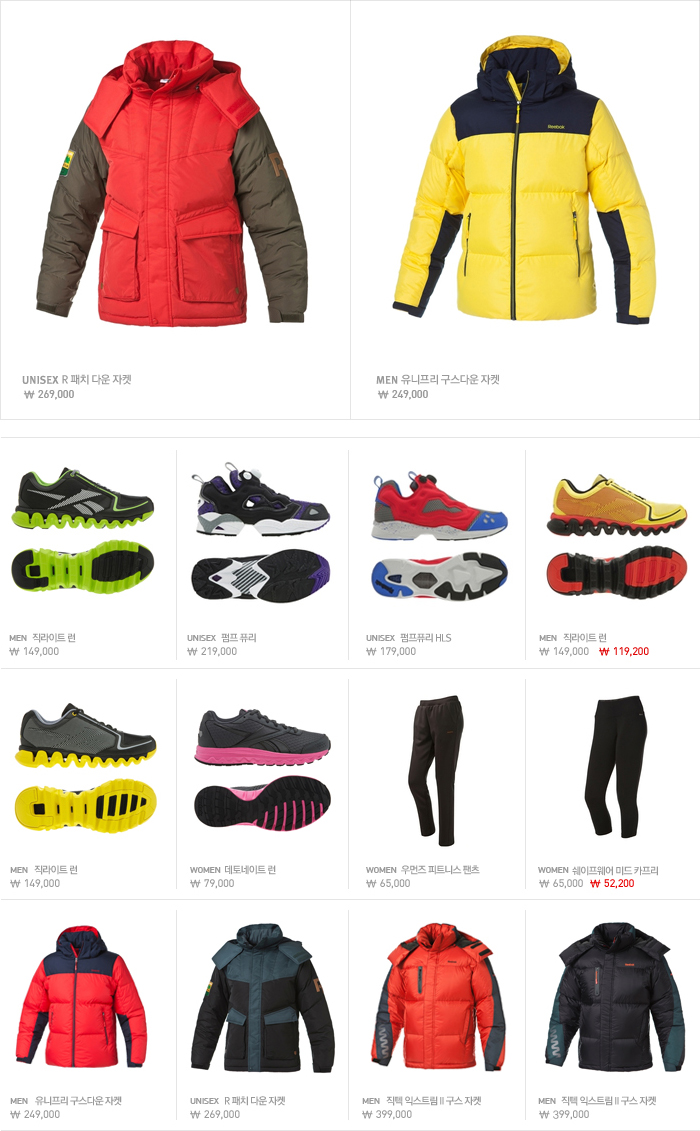 Reebok
UNISEX R 패치 다운 자켓
₩ 269,000
MEN 유니프리 구스다운 자켓
₩ 249,000
MEN 직라이트 런
₩ 149,000
UNISEX 펌프 퓨리
₩ 219,000
UNISEX 펌프퓨리 HLS
₩ 179,000
MEN 직라이트 런
₩ 149,000 ₩ 119,200
MEN 직라이트 런
₩ 149,000
WOMEN 데토네이트 런
₩ 79,000
WOMEN 우먼즈 피트니스 팬츠
₩ 65,000
WOMEN 쉐이프웨어 미드 카프리
₩ 65,000 ₩ 52,200
MEN 유니프리 구스다운 자켓
₩ 249,000
UNISEX R 패치 다운 자켓
₩ 269,000
MEN 직텍 익스트림 II 구스 자켓
₩ 399,000
MEN 직텍 익스트림 II 구스 자켓
₩ 399,000